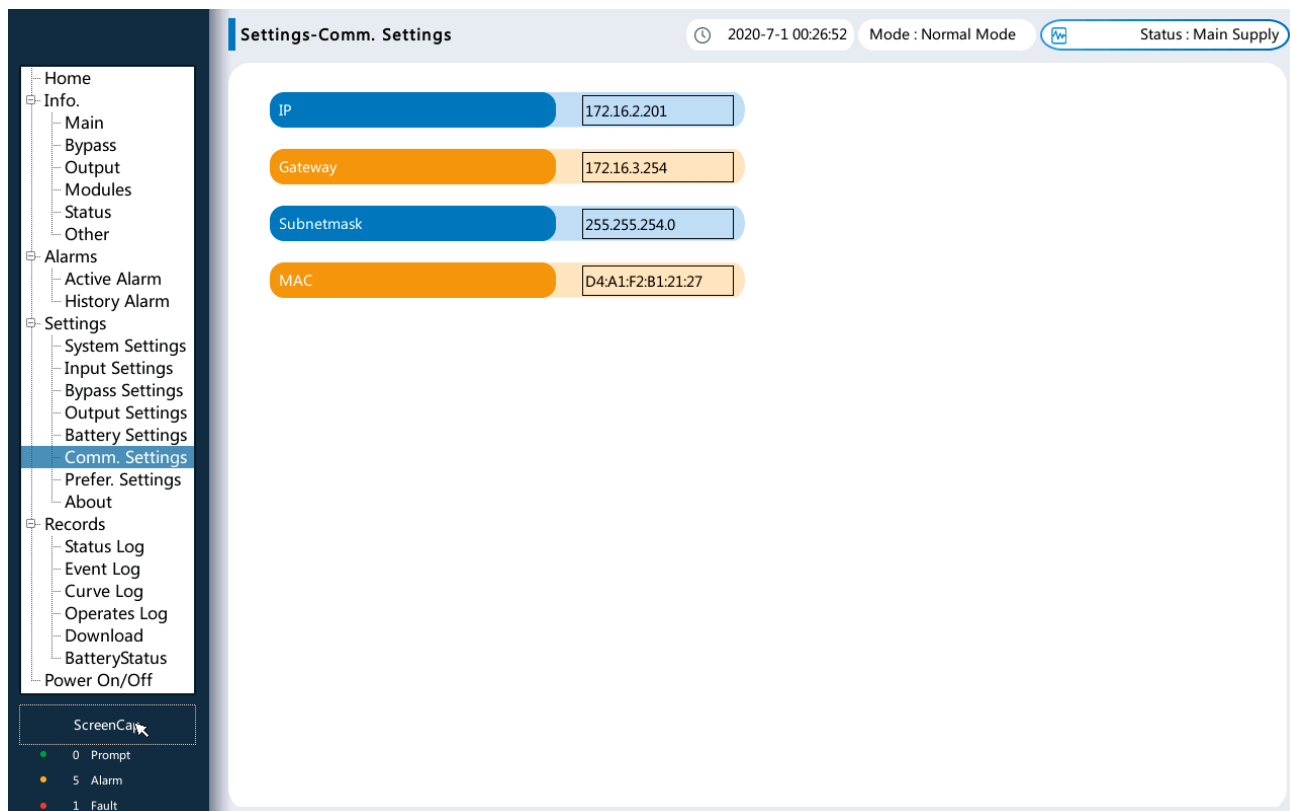 Settings-Comm. Settings
2020-7-1 00:26:52
Mode : Normal Mode
Status : Main Supply
Home
Info.
Main
Bypass
Output
Modules
Status
Other
Alarms
Active Alarm
History Alarm
Settings
System Settings
Input Settings
Bypass Settings
Output Settings
Battery Settings
Comm. Settings
Prefer. Settings
About
Records
Status Log
Event Log
Curve Log
Operates Log
Download
BatteryStatus
Power On/Off
0 Prompt
5 Alarm
1 Fault
IP 172.16.2.201
Gateway 172.16.3.254
Subnetmask 255.255.254.0
MAC D4:A1:F2:B1:21:27